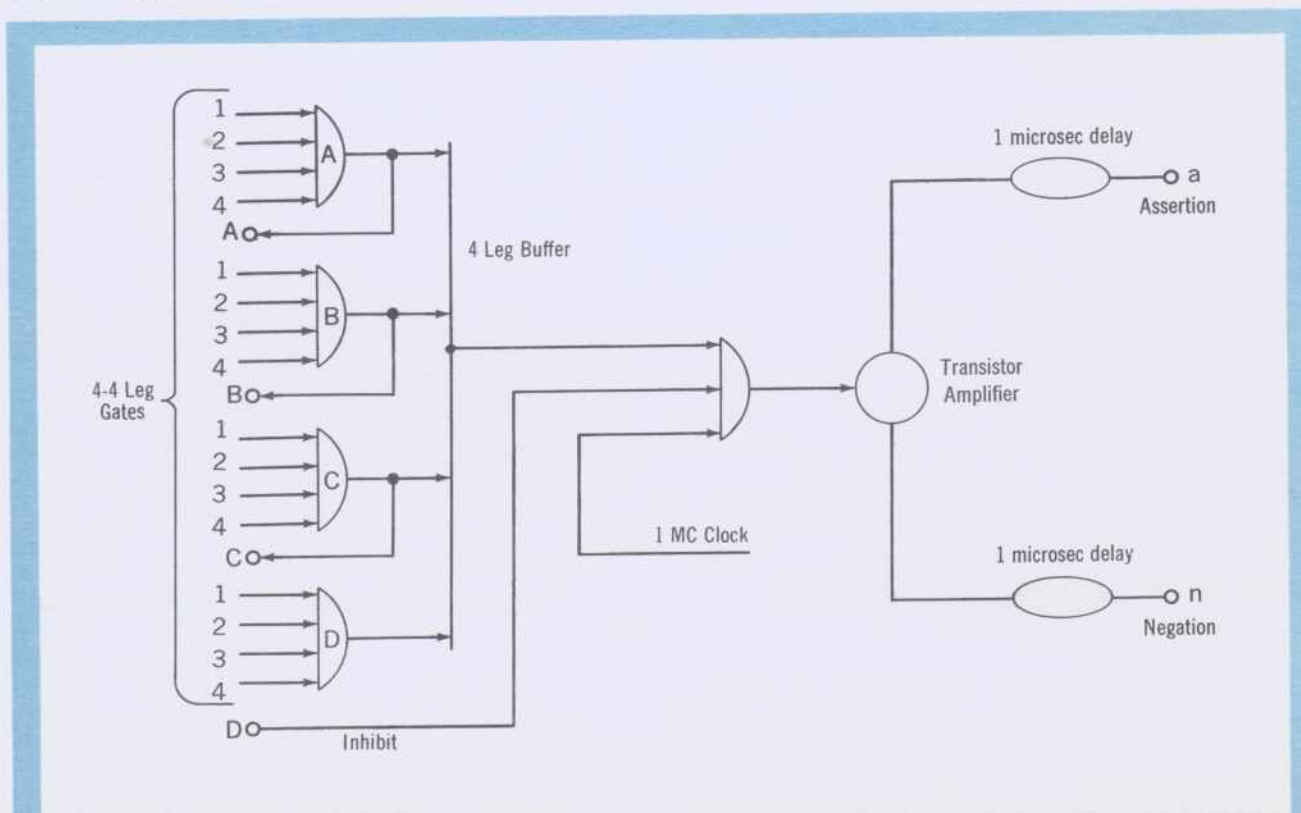 1
2
3
4
A
A
1
2
3
4
B
B
1
2
3
4
C
C
1
2
3
4
D
D
4-4 Leg
Gates
Inhibit
4 Leg Buffer
1 MC Clock
Transistor
Amplifier
1 microsec delay
a
Assertion
1 microsec delay
n
Negation